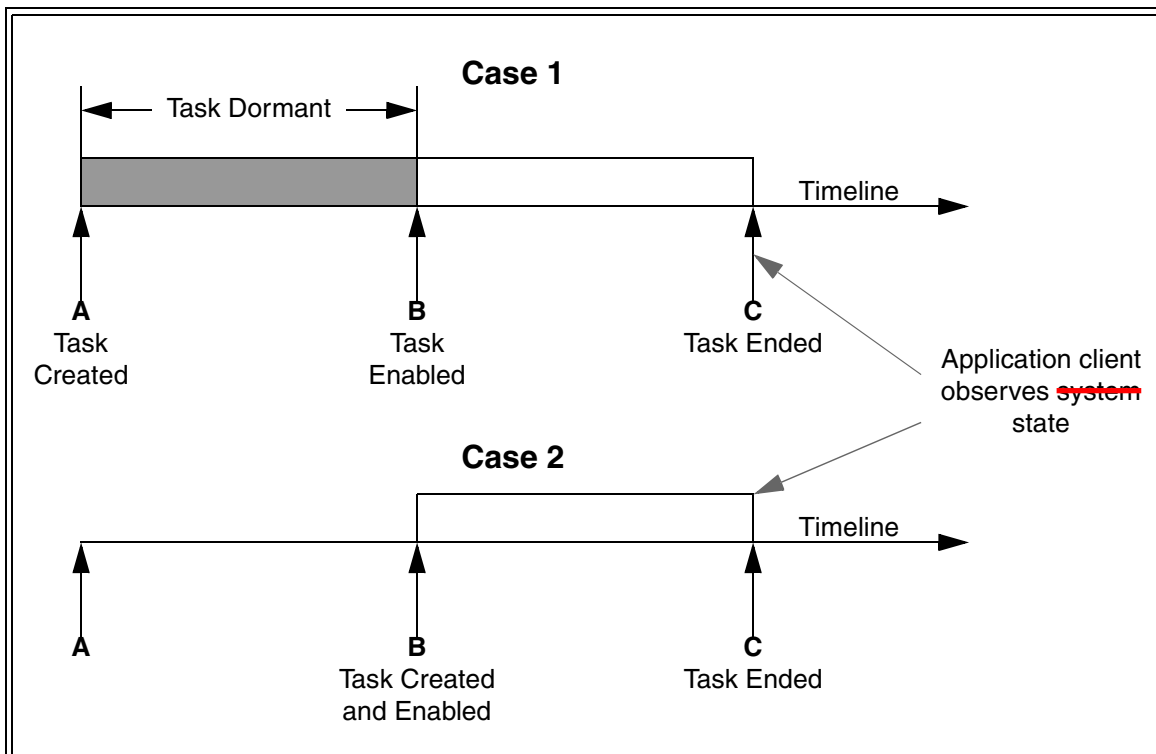 Case 1
Task Dormant
Timeline
A
Task
Created
B
Task
Enabled
C
Task Ended
Application client
observes system
state
Case 2
Timeline
A
B
Task Created
and Enabled
C
Task Ended